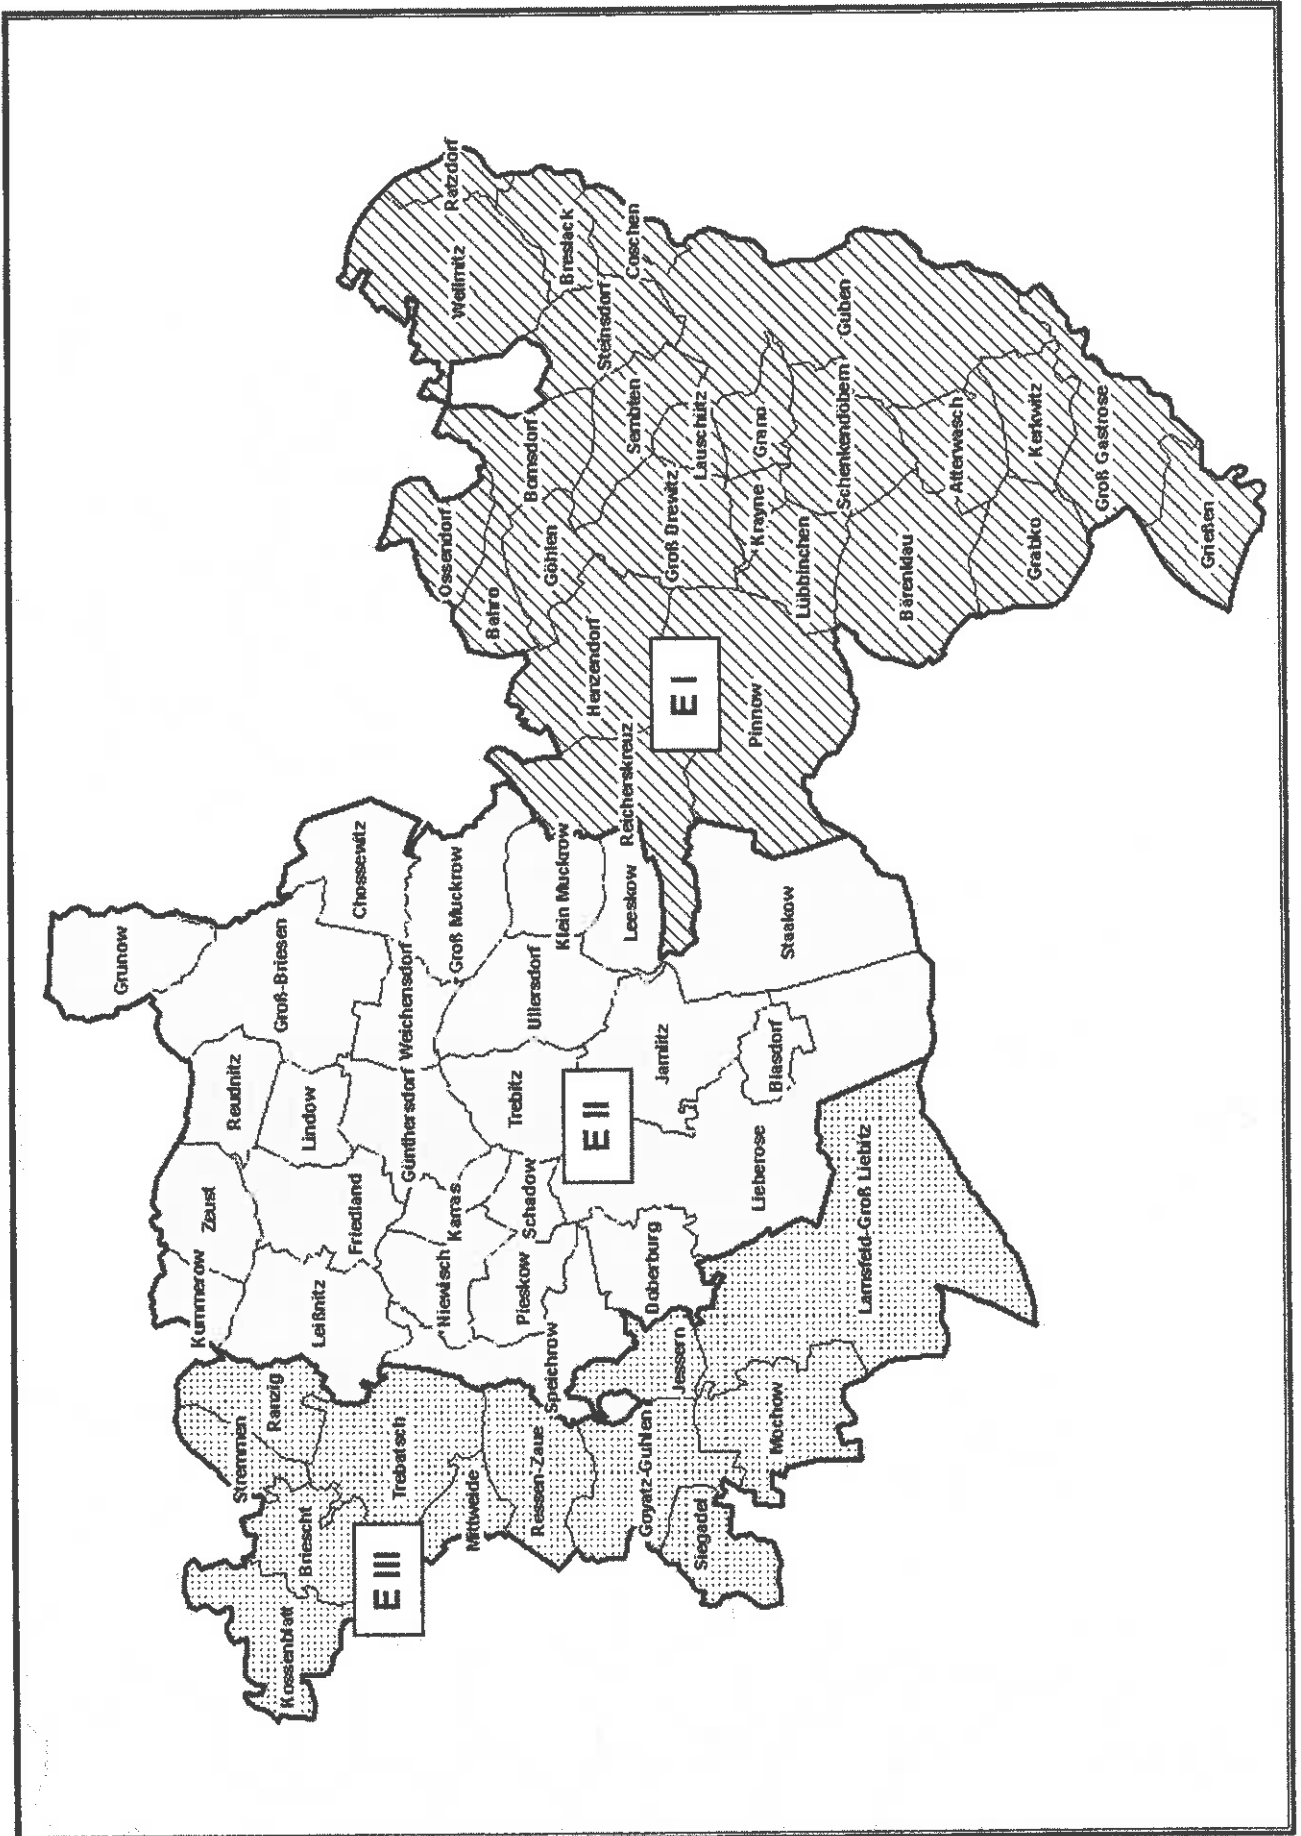 Grunow
Kummerow
Zeust
Reudnitz
Stremmen
Ranzig
Groß-Briesen
Kossenblatt
Briescht
Lindow
Leißnitz
Friedland
Chossewitz
E III
Trebatsch
Günthersdorf
Weichensdorf
Niewisch
Karras
Groß Muckrow
Ossendorf
Wellmitz
Ratzdorf
Mittweide
Bahro
Pieskow
Schadow
Trebitz
Ullersdorf
Bomsdorf
Ressen-Zaue
Speichrow
Klein Muckrow
Göhlen
Breslack
E II
Henzendorf
Steinsdorf
Leeskow
Reicherskreuz
Sembten
Coschen
Goyatz-Guhlen
Doberburg
Jamlitz
Groß Drewitz
Jessern
E I
Siegadel
Lauschütz
Lieberose
Pinnow
Krayne
Grano
Mochow
Blasdorf
Staakow
Lübbinchen
Schenkendöbern
Guben
Lamsfeld-Groß Liebitz
Bärenklau
Atterwasch
Grabko
Kerkwitz
Groß Gastrose
Grießen